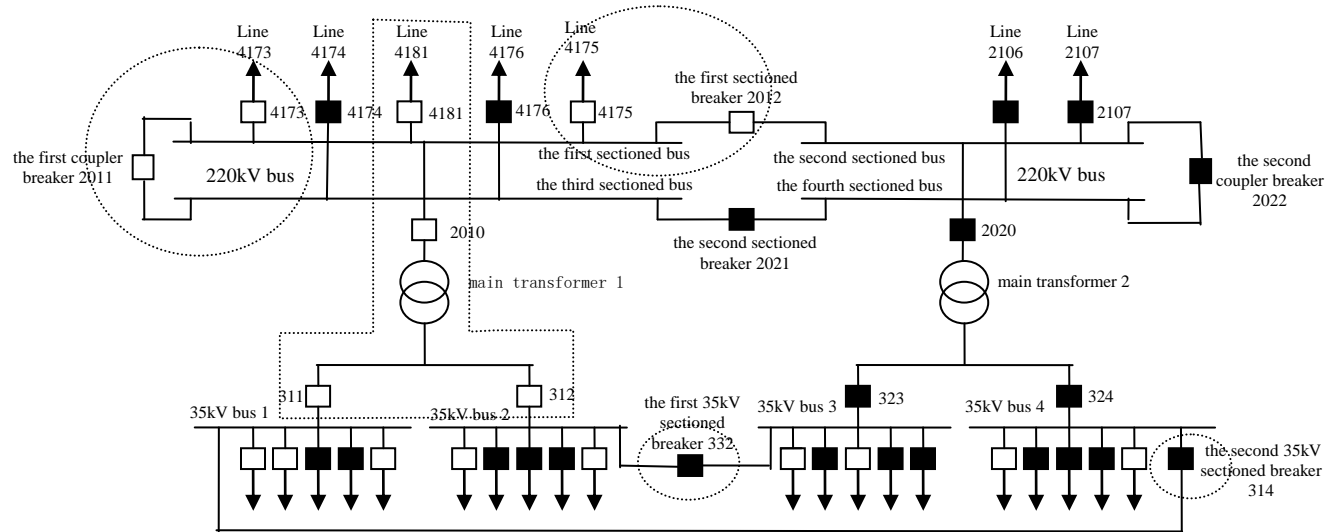 Line
4173
Line
4174
Line
4181
Line
4176
Line
4175
Line
2106
Line
2107
the first sectioned
breaker 2012
4173
4174
4181
4176
4175
2107
the first coupler
breaker 2011
the first sectioned bus
the second sectioned bus
220kV bus
the third sectioned bus
the fourth sectioned bus
220kV bus
the second
coupler breaker
2022
2010
the second sectioned
breaker 2021
2020
main transformer 1
main transformer 2
311
312
323
324
35kV bus 1
35kV bus 2
the first 35kV
sectioned
breaker 332
35kV bus 3
35kV bus 4
the second 35kV
sectioned breaker
314